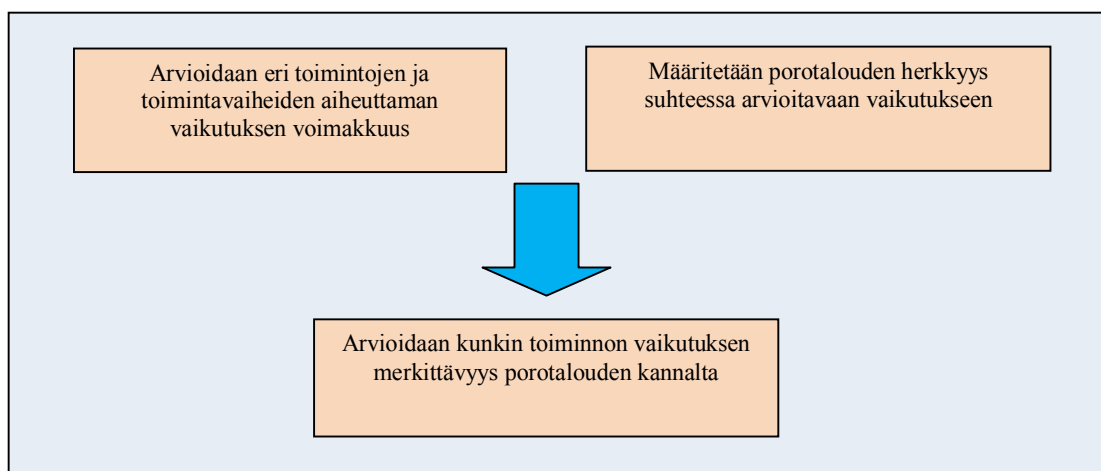 Arvioidaan eri toimintojen ja
toimintavaiheiden aiheuttaman
vaikutuksen voimakkuus
Määritetään porotalouden herkkyys
suhteessa arvioitavaan vaikutukseen
Arvioidaan kunkin toiminnon vaikutuksen
merkittävyys porotalouden kannalta